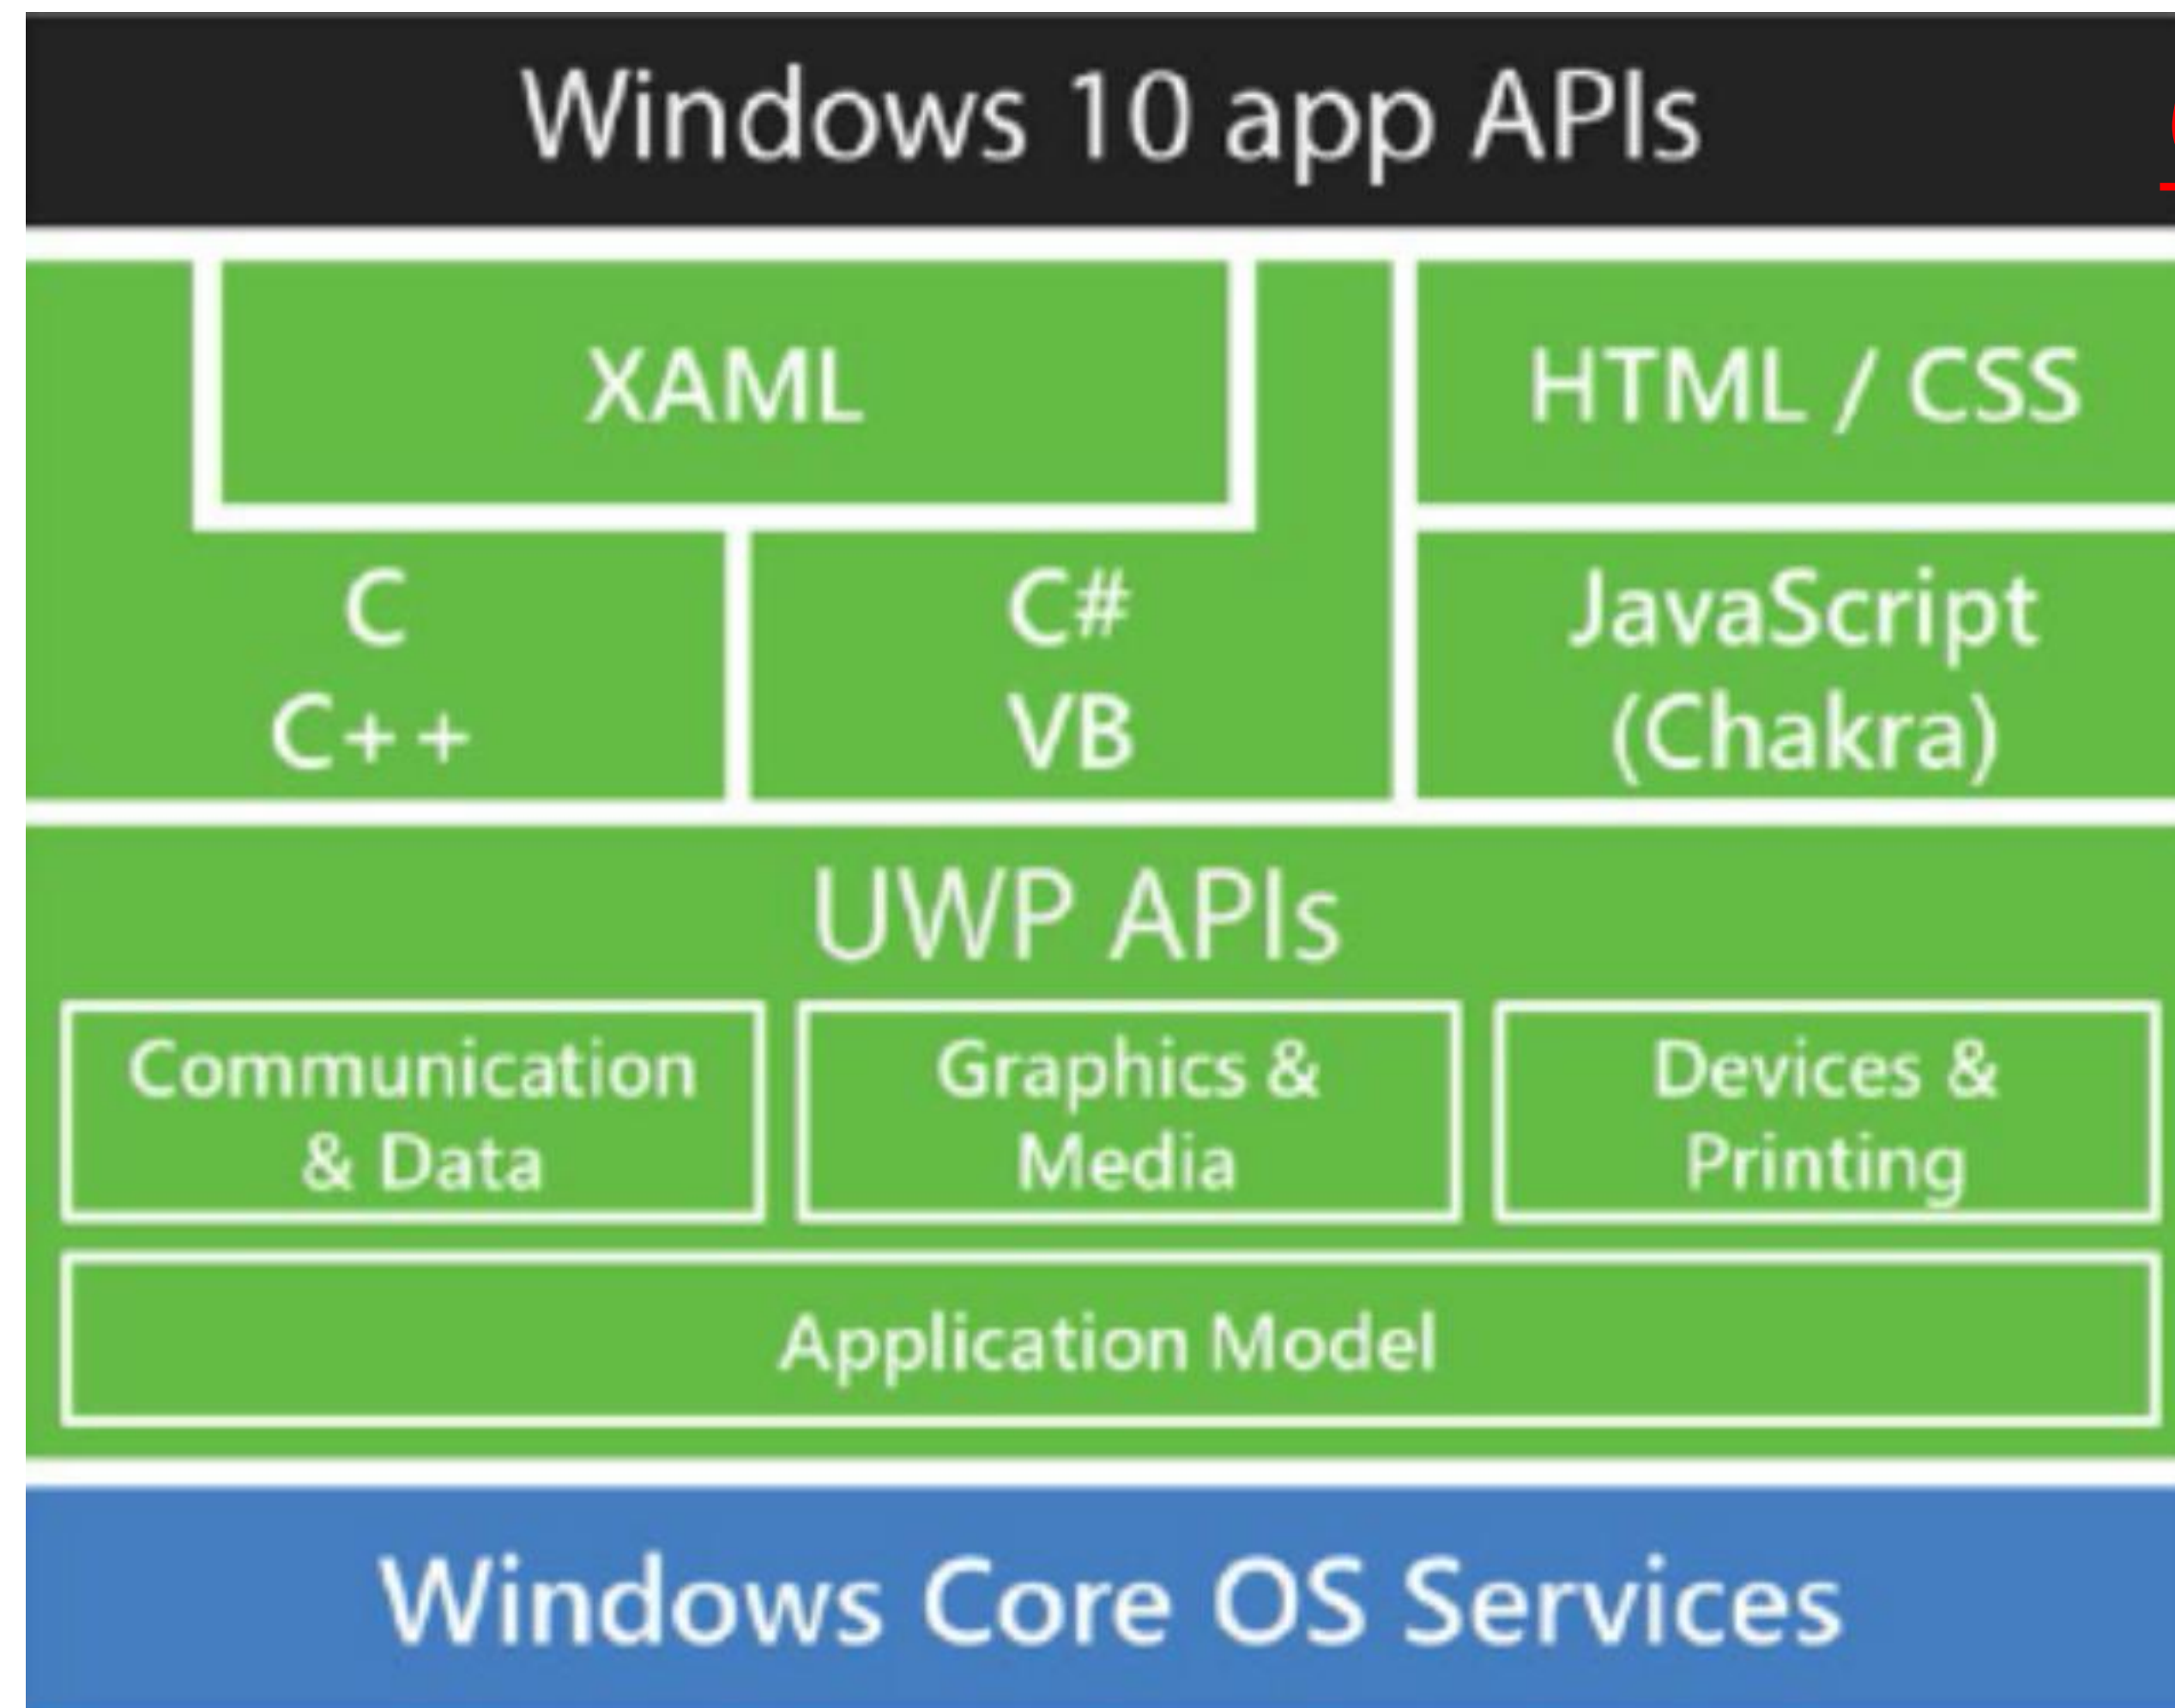 Windows 10 app APIs
XAML
HTML / CSS
C
C++
C#
VB
JavaScript
(Chakra)
UWP APIs
Communication
& Data
Graphics &
Media
Devices &
Printing
Application Model
Windows Core OS Services